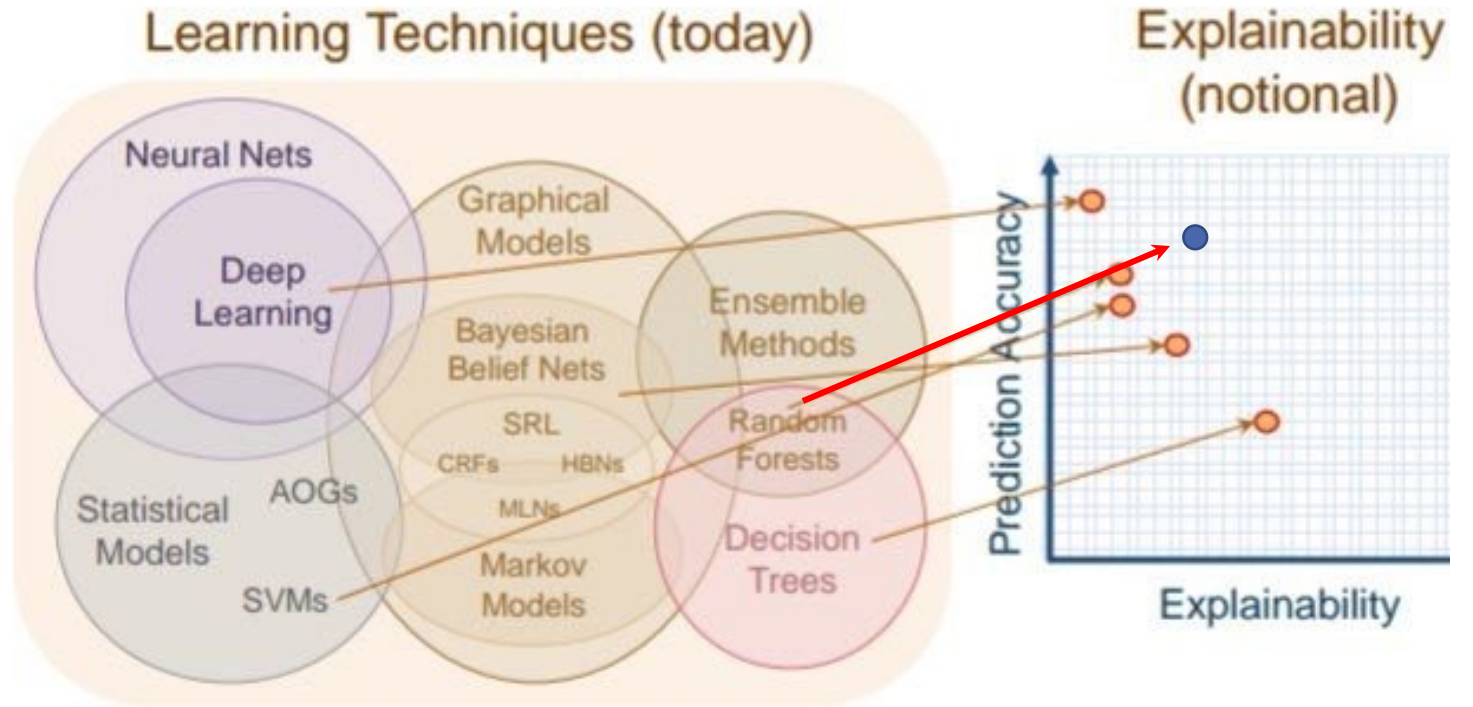 Learning Techniques (today)
Neural Nets
Deep
Learning
Graphical
Models
Bayesian
Belief Nets
SRL
CRFs
HBNs
MLNs
Markov
Models
Ensemble
Methods
Random
Forests
Decision
Trees
Statistical
Models
AOGs
SVMs
Explainability
(notional)
Prediction Accuracy
Explainability